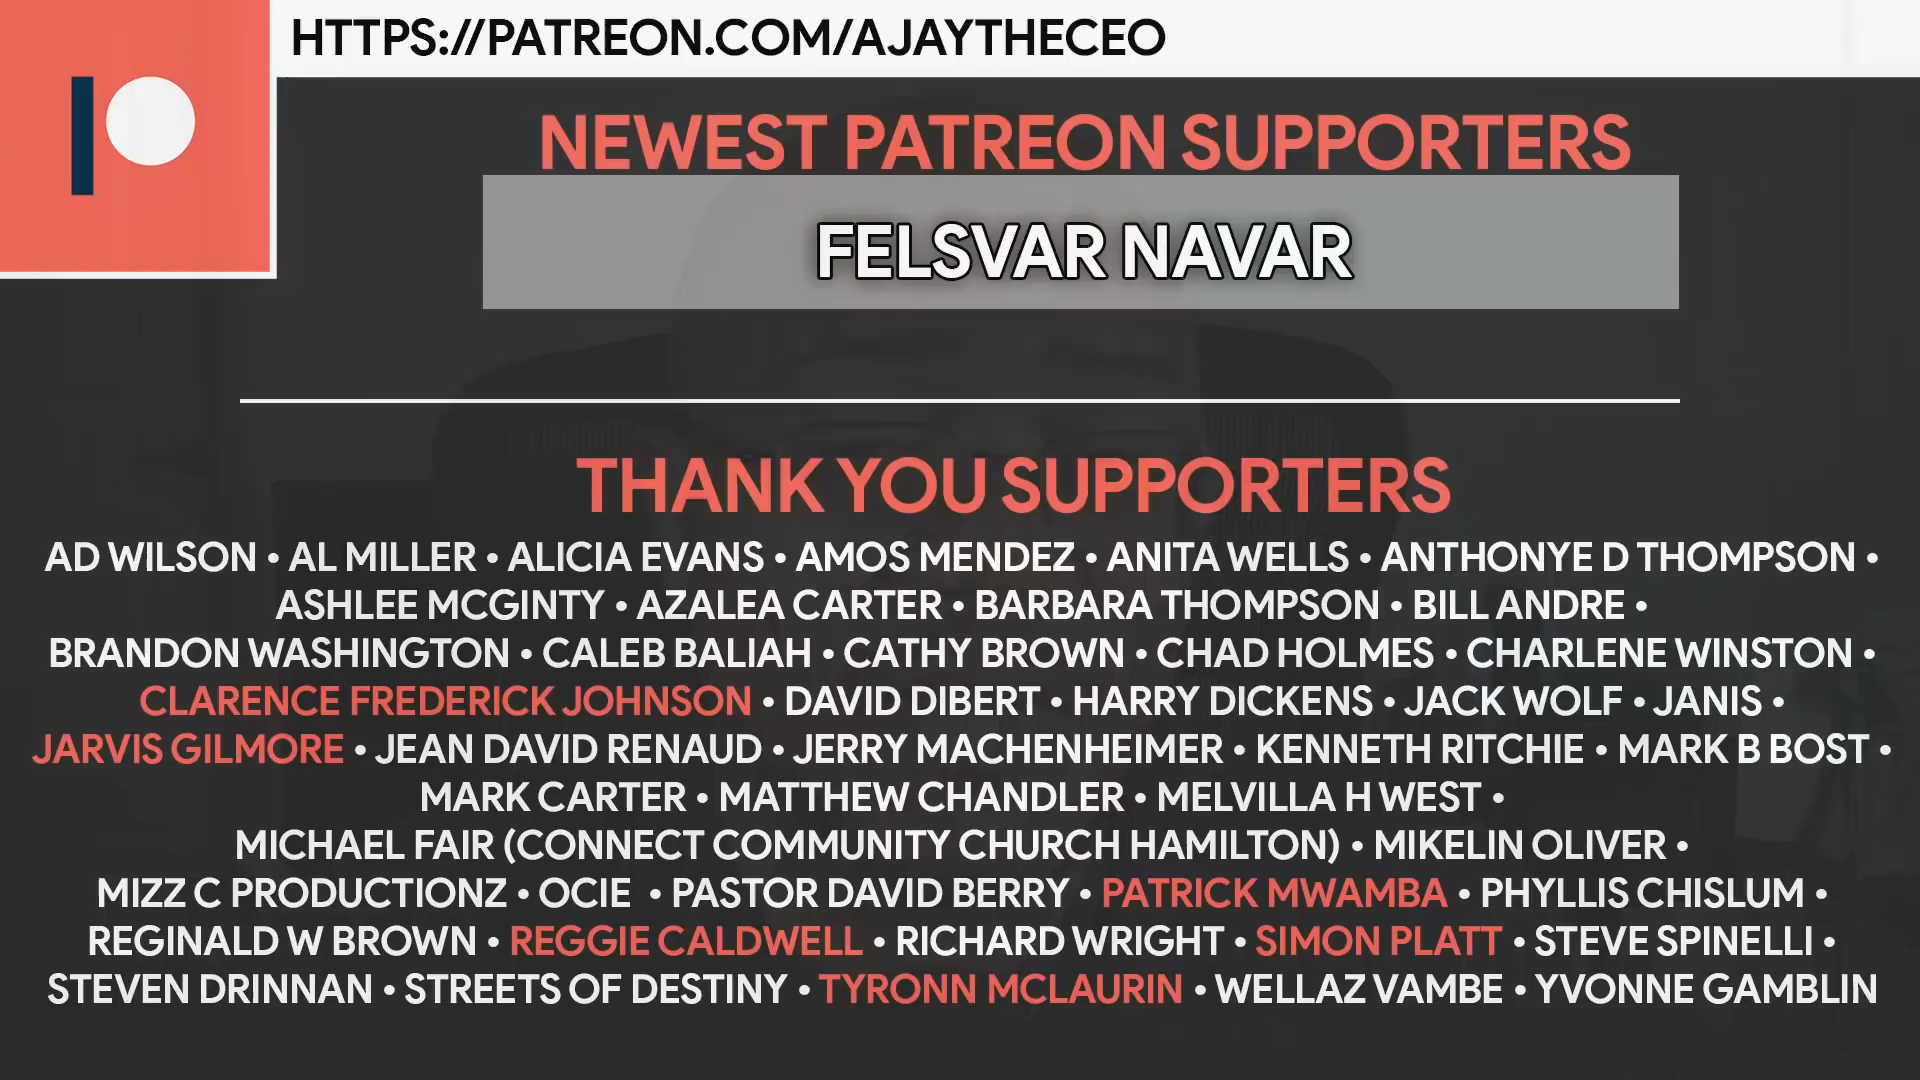 HTTPS://PATREON.COM/AJAYTHECEO
NEWEST PATREON SUPPORTERS
FELSVAR NAVAR
THANK YOU SUPPORTERS
AD WILSON • AL MILLER • ALICIA EVANS • AMOS MENDEZ • ANITA WELLS • ANTHONYE D THOMPSON •
ASHLEE MCGINTY • AZALEA CARTER • BARBARA THOMPSON • BILL ANDRE •
BRANDON WASHINGTON • CALEB BALIAH • CATHY BROWN • CHAD HOLMES • CHARLENE WINSTON •
CLARENCE FREDERICK JOHNSON • DAVID DIBERT • HARRY DICKENS • JACK WOLF • JANIS •
JARVIS GILMORE • JEAN DAVID RENAUD • JERRY MACHENHEIMER • KENNETH RITCHIE • MARK B BOST •
MARK CARTER • MATTHEW CHANDLER • MELVILLA H WEST •
MICHAEL FAIR (CONNECT COMMUNITY CHURCH HAMILTON) • MIKELIN OLIVER •
MIZZ C PRODUCTIONZ • OCIE • PASTOR DAVID BERRY • PATRICK MWAMBA • PHYLLIS CHISLUM •
REGINALD W BROWN • REGGIE CALDWELL • RICHARD WRIGHT • SIMON PLATT • STEVE SPINELLI •
STEVEN DRINNAN • STREETS OF DESTINY • TYRONN MCLAURIN • WELLAZ VAMBE • YVONNE GAMBLIN